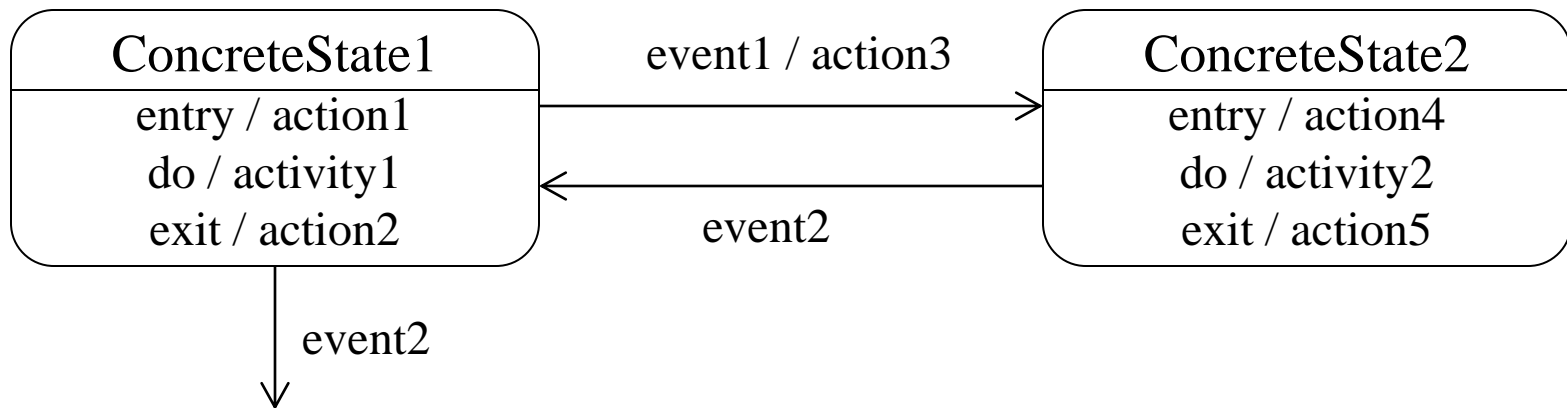 ConcreteState1
entry / action1
do / activity1
exit / action2
event1 / action3
event2
ConcreteState2
entry / action4
do / activity2
exit / action5
event2